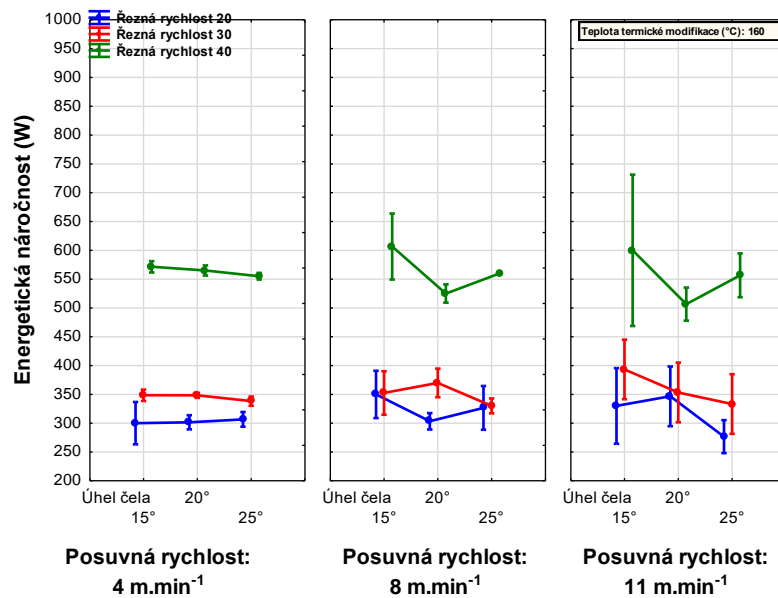 Řezná rychlost 20
Řezná rychlost 30
Řezná rychlost 40
Teplota termické modifikace (°C): 160
Energetická náročnost (W)
1000
950
900
850
800
750
700
650
600
550
500
450
400
350
300
250
200
Úhel čela 20° Úhel čela 20° Úhel čela 20°
15° 25° 15° 25° 15° 25°
Posuvná rychlost: Posuvná rychlost: Posuvná rychlost:
4 m.min⁻¹ 8 m.min⁻¹ 11 m.min⁻¹